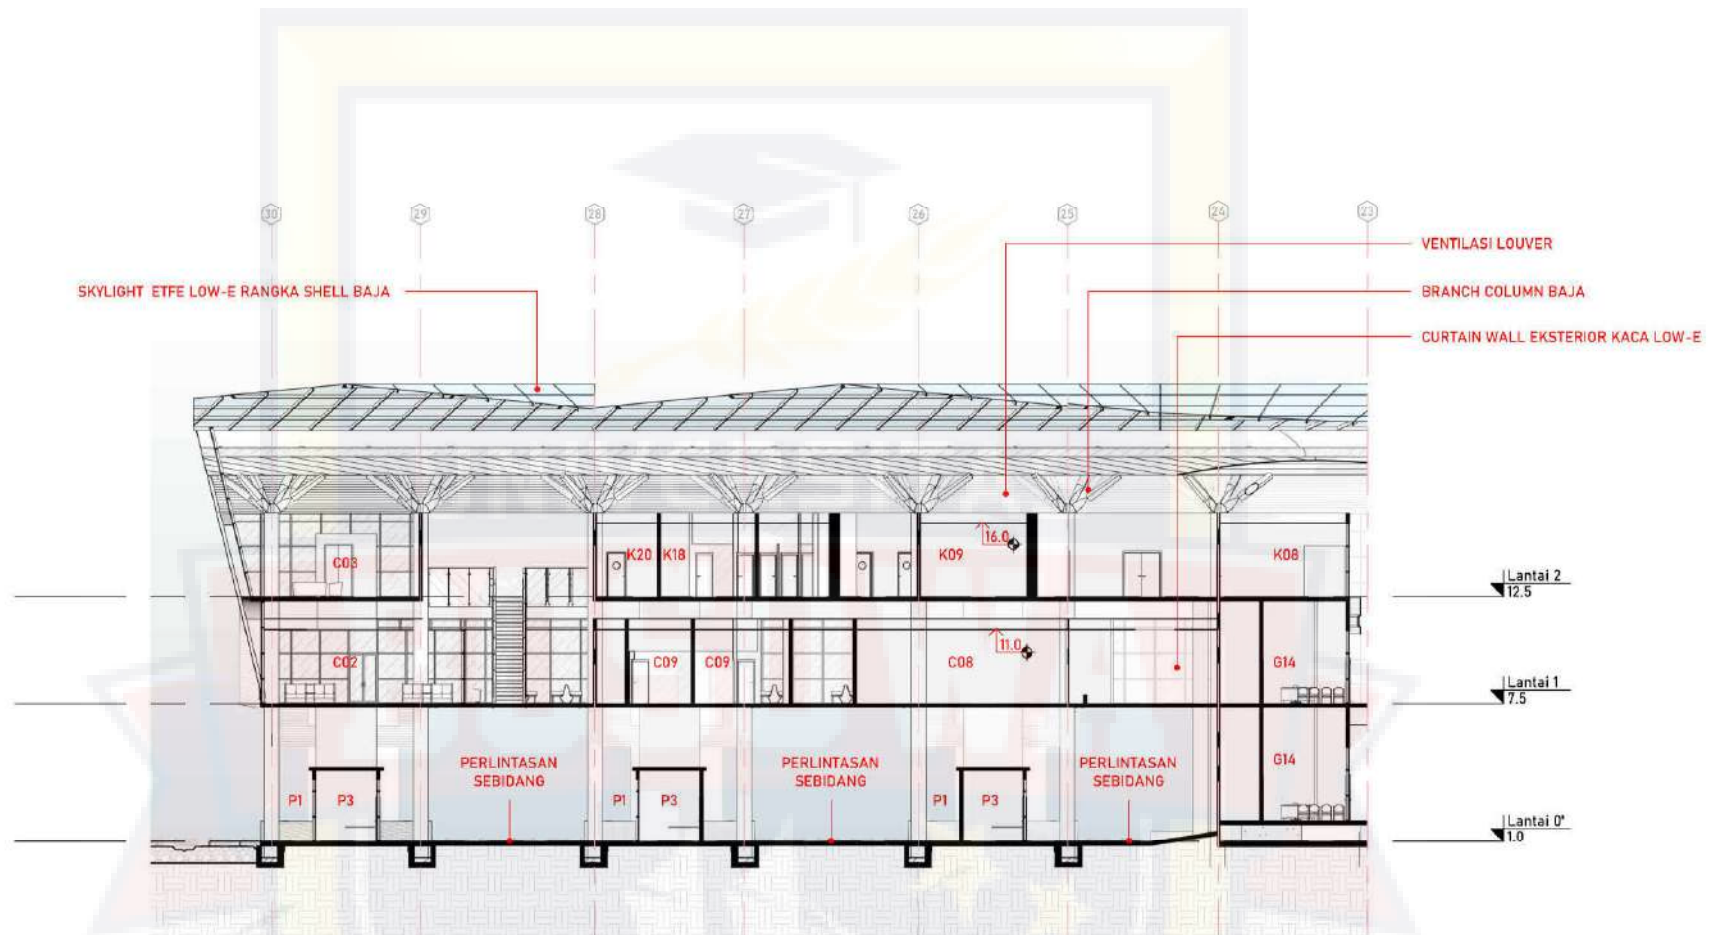 30 29 28 27 26 25 24 23
VENTILASI LOUVER
SKYLIGHT ETFE LOW-E RANGKA SHELL BAJA
BRANCH COLUMN BAJA
CURTAIN WALL EKSTERIOR KACA LOW-E
16.0
C03 K20 K18 K09 K08
Lantai 2
12.5
11.0
C02 C09 C09 C08 G14
Lantai 1
7.5
PERLINTASAN SEBIDANG
PERLINTASAN SEBIDANG
PERLINTASAN SEBIDANG
G14
P1 P3 P1 P3 P1 P3
Lantai 0*
1.0